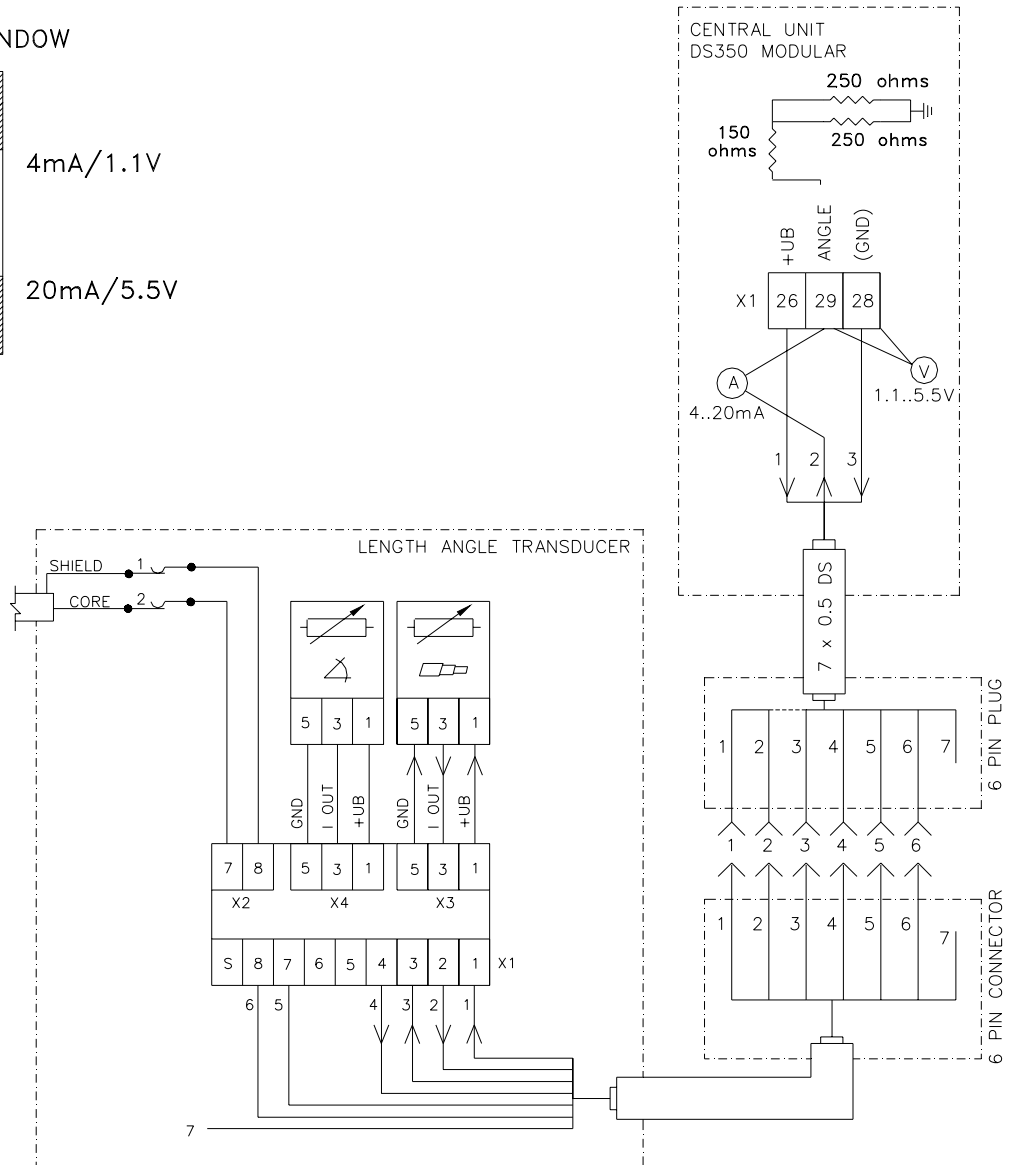 NDOW
4mA/1.1V
20mA/5.5V
CENTRAL UNIT
DS350 MODULAR
250 ohms
150
ohms
250 ohms
+UB
ANGLE
(GND)
X1 26 29 28
A
V
4..20mA
1.1..5.5V
1 2 3
7 x 0.5 DS
LENGTH ANGLE TRANSDUCER
SHIELD 1
CORE 2
5 3 1
5 3 1
GND
I OUT
+UB
GND
I OUT
+UB
7 8
5 3 1
5 3 1
X2
X4
X3
S 8 7 6 5 4 3 2 1 X1
6 5 4 3 2 1
7
6 PIN PLUG
1 2 3 4 5 6 7
1 2 3 4 5 6
6 PIN CONNECTOR
1 2 3 4 5 6 7